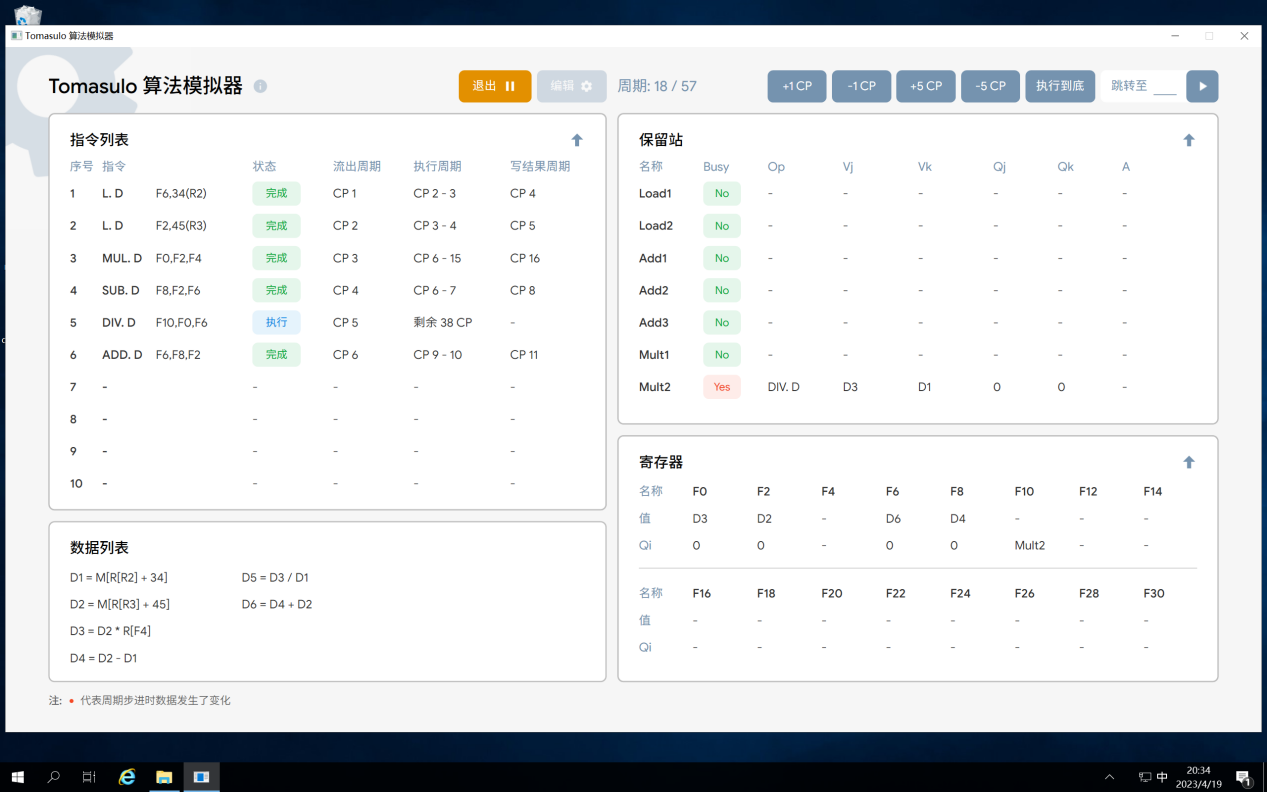 Tomasulo 算法模拟器
Tomasulo 算法模拟器
退出
编辑
周期: 18 / 57
+1 CP
-1 CP
+5 CP
-5 CP
执行到底
跳转至 ___
指令列表
序号 指令 状态 流出周期 执行周期 写结果周期
1 L. D F6,34(R2) 完成 CP 1 CP 2 - 3 CP 4
2 L. D F2,45(R3) 完成 CP 2 CP 3 - 4 CP 5
3 MUL. D F0,F2,F4 完成 CP 3 CP 6 - 15 CP 16
4 SUB. D F8,F2,F6 完成 CP 4 CP 6 - 7 CP 8
5 DIV. D F10,F0,F6 执行 CP 5 剩余 38 CP -
6 ADD. D F6,F8,F2 完成 CP 6 CP 9 - 10 CP 11
7 - - - - -
8 - - - - -
9 - - - - -
10 - - - - -
数据列表
D1 = M[R[R2] + 34] D5 = D3 / D1
D2 = M[R[R3] + 45] D6 = D4 + D2
D3 = D2 * R[F4]
D4 = D2 - D1
注: • 代表周期步进时数据发生了变化
保留站
名称 Busy Op Vj Vk Qj Qk A
Load1 No - - - - - -
Load2 No - - - - - -
Add1 No - - - - - -
Add2 No - - - - - -
Add3 No - - - - - -
Mult1 No - - - - - -
Mult2 Yes DIV. D D3 D1 0 0 -
寄存器
名称 F0 F2 F4 F6 F8 F10 F12 F14
值 D3 D2 - D6 D4 - - -
Qi 0 0 - 0 0 Mult2 - -
名称 F16 F18 F20 F22 F24 F26 F28 F30
值 - - - - - - - -
Qi - - - - - - - -
中
20:34
2023/4/19
1